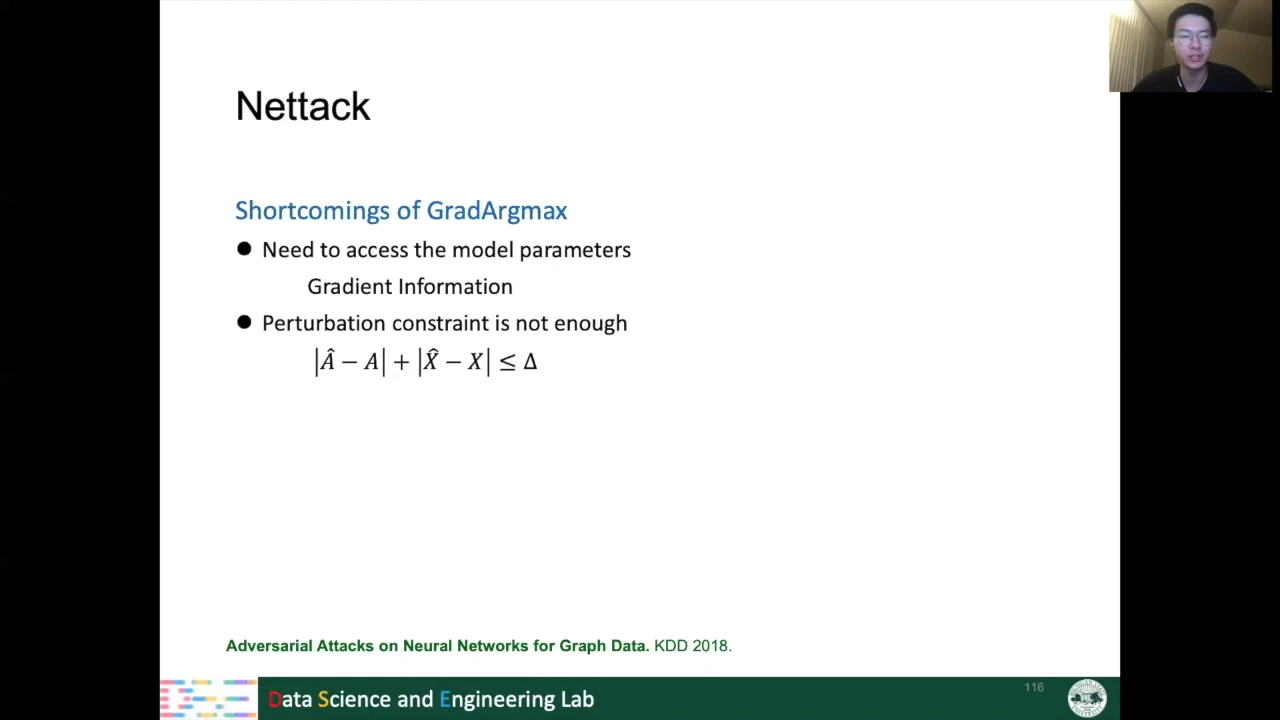 Nettack
Shortcomings of GradArgmax
● Need to access the model parameters
Gradient Information
● Perturbation constraint is not enough
|Â − A| + |X̂ − X| ≤ Δ
Adversarial Attacks on Neural Networks for Graph Data. KDD 2018.
Data Science and Engineering Lab
116